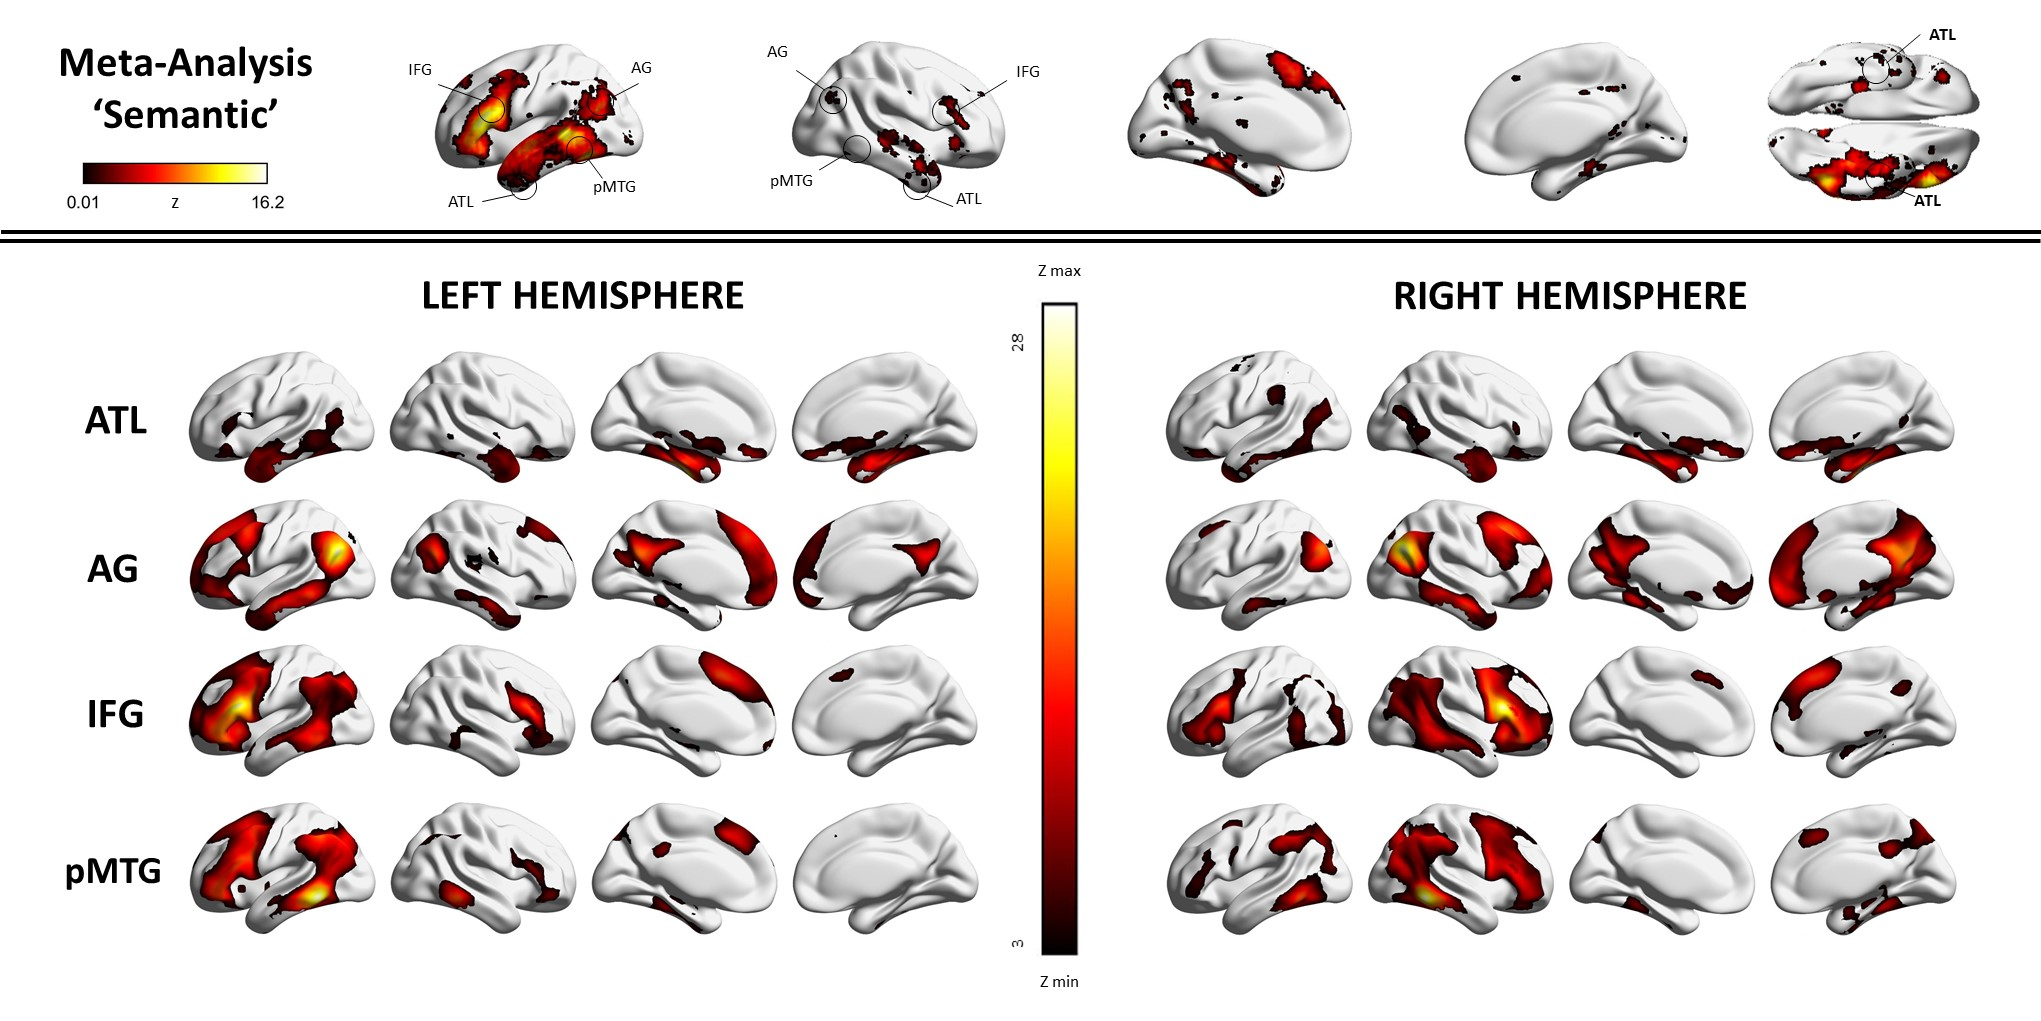 Meta-Analysis
‘Semantic’
0.01 z 16.2
IFG
AG
ATL
pMTG
AG
IFG
pMTG
ATL
ATL
ATL
LEFT HEMISPHERE
Z max
RIGHT HEMISPHERE
28
ATL
AG
IFG
pMTG
3
Z min